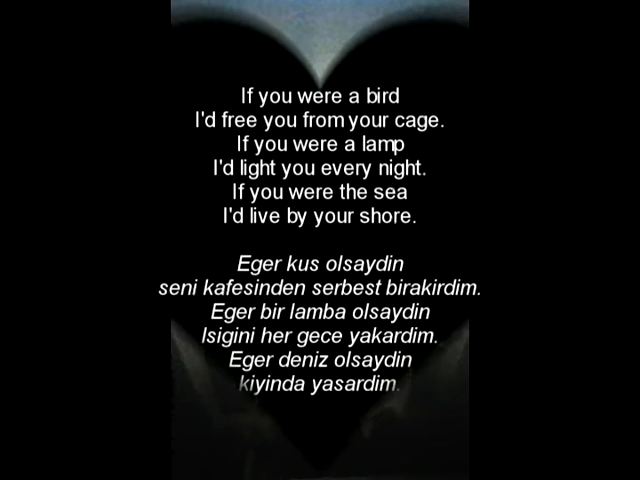 If you were a bird
I'd free you from your cage.
If you were a lamp
I'd light you every night.
If you were the sea
I'd live by your shore.
Eger kus olsaydin
seni kafesinden serbest birakirdim.
Eger bir lamba olsaydin
Isigini her gece yakardim.
Eger deniz olsaydin
kiyinda yasardim.